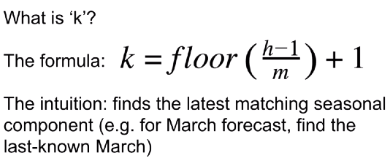 What is ‘k’?
The formula: k = floor ( h−1 / m ) + 1
The intuition: finds the latest matching seasonal
component (e.g. for March forecast, find the
last-known March)